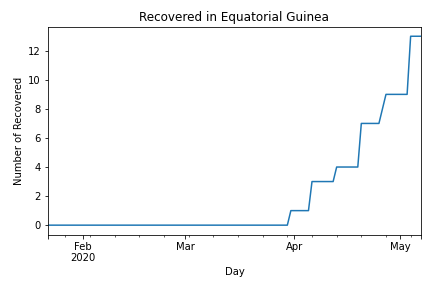 Recovered in Equatorial Guinea
Number of Recovered
12
10
8
6
4
2
0
Feb
2020
Mar
Apr
May
Day